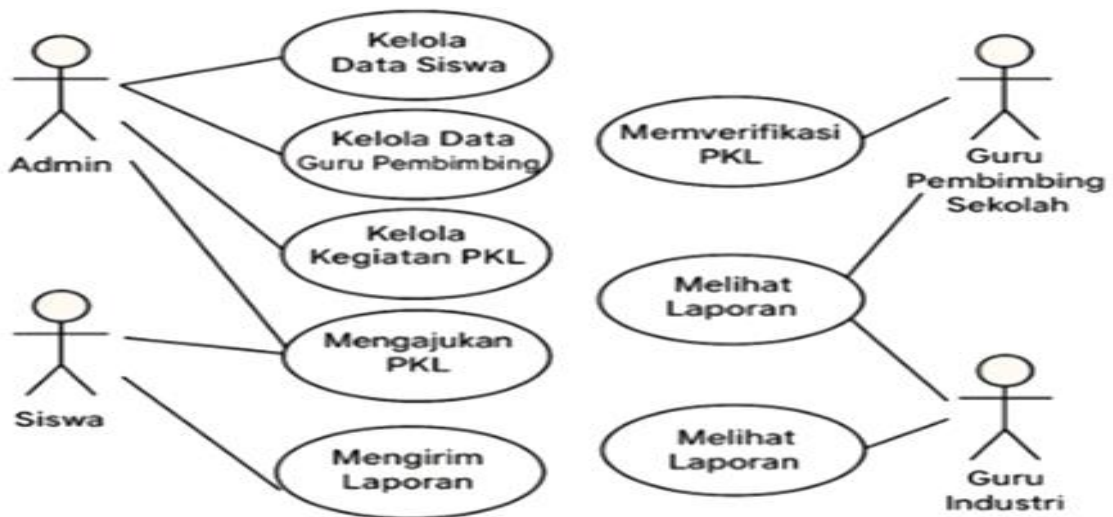 Admin
Kelola
Data Siswa
Kelola Data
Guru Pembimbing
Kelola
Kegiatan PKL
Siswa
Mengajukan
PKL
Mengirim
Laporan
Memverifikasi
PKL
Guru
Pembimbing
Sekolah
Melihat
Laporan
Melihat
Laporan
Guru
Industri